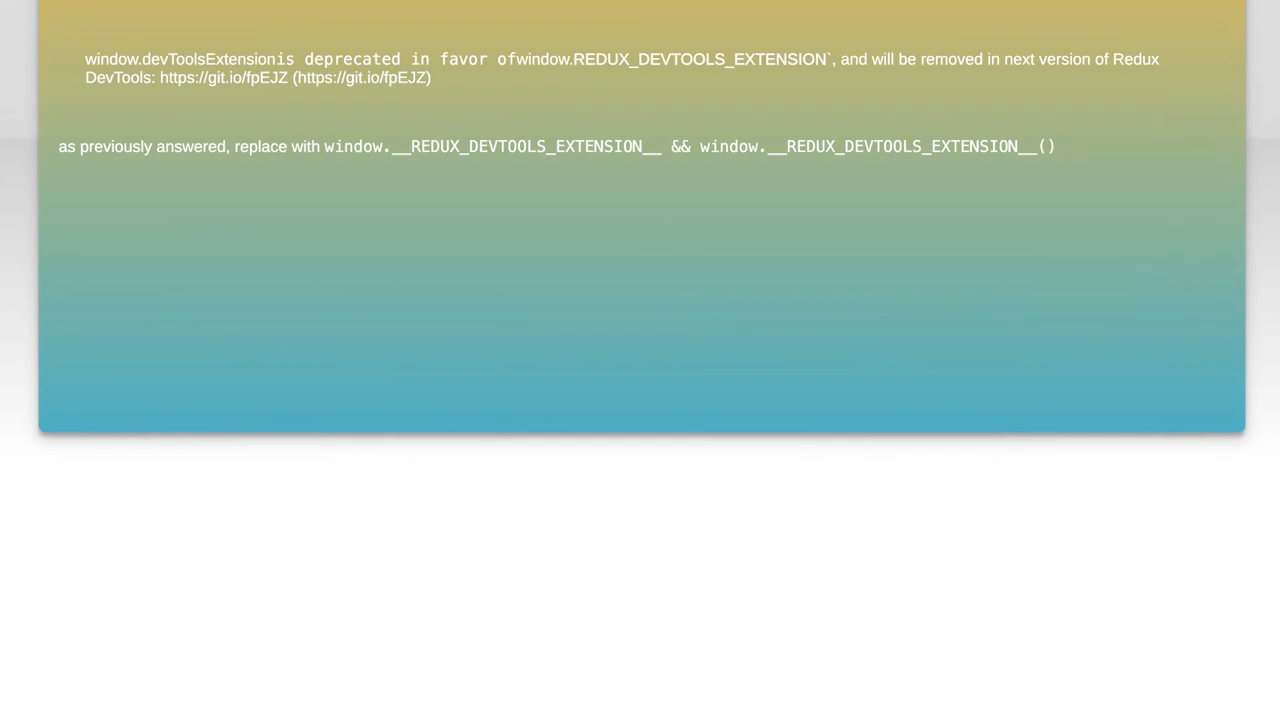 window.devToolsExtensionis deprecated in favor ofwindow.REDUX_DEVTOOLS_EXTENSION`, and will be removed in next version of Redux
DevTools: https://git.io/fpEJZ (https://git.io/fpEJZ)
as previously answered, replace with window.__REDUX_DEVTOOLS_EXTENSION__ && window.__REDUX_DEVTOOLS_EXTENSION__()